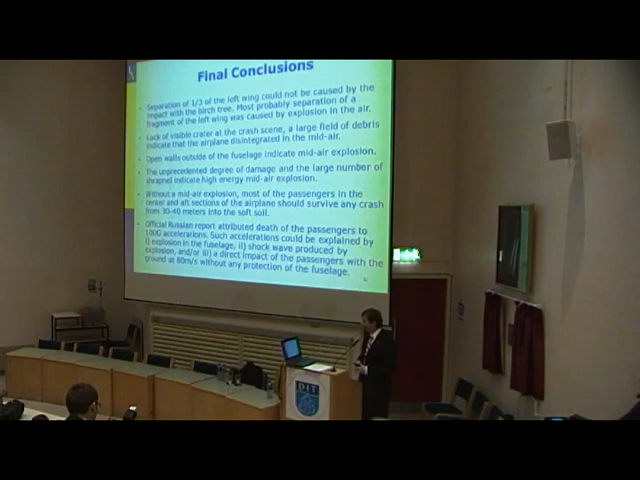 Final Conclusions
Separation of 1/3 of the left wing could not be caused by the
impact with the birch tree. Most probably separation of a
fragment of the left wing was caused by explosion in the air.
Lack of visible crater at the crash scene, a large field of debris
indicate that the airplane disintegrated in the mid-air.
Open walls outside of the fuselage indicate mid-air explosion.
The unprecedented degree of damage and the large number of
shrapnel indicate high energy mid-air explosion.
Without a mid-air explosion, most of the passengers in the
center and aft sections of the airplane should survive any crash
from 30-40 meters into the soft soil.
Official Russian report attributed death of the passengers to
100G accelerations. Such accelerations could be explained by
i) explosion in the fuselage, ii) shock wave produced by
explosion, and/or iii) a direct impact of the passengers with the
ground at 80m/s without any protection of the fuselage.
DIT